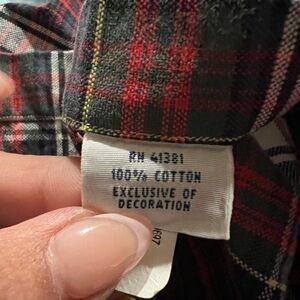 RN 41381
100% COTTON
EXCLUSIVE OF
DECORATION